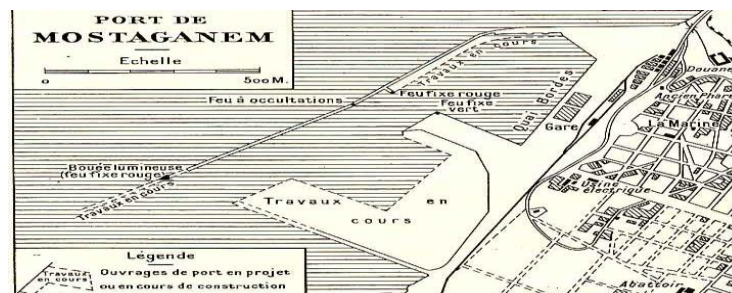 PORT DE
MOSTAGANEM
Echelle
0 500 M.
Travaux en cours
Feu fixe rouge
Feu à occultations
Feu fixe
vert
Quai Bordes
Gare
Douane
Ancien Phare
La Marine
Bouée lumineuse
(feu fixe rouge)
Travaux en cours
Usine
électrique
Travaux en
cours
Légende
Travaux
en cours
Ouvrages de port en projet
ou en cours de construction
Abattoir